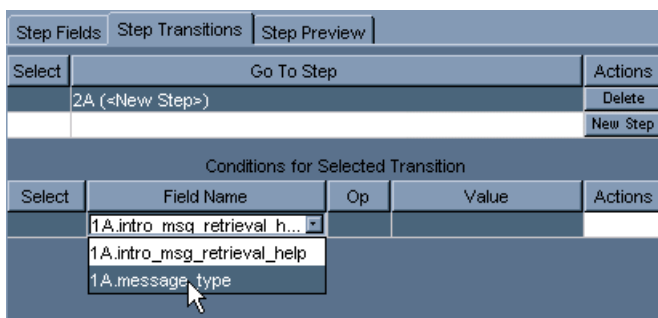 Step Fields Step Transitions Step Preview
Select Go To Step Actions
2A (<New Step>) Delete
New Step
Conditions for Selected Transition
Select Field Name Op Value Actions
1A.intro_msg_retrieval_h...
1A.intro_msg_retrieval_help
1A.message_type